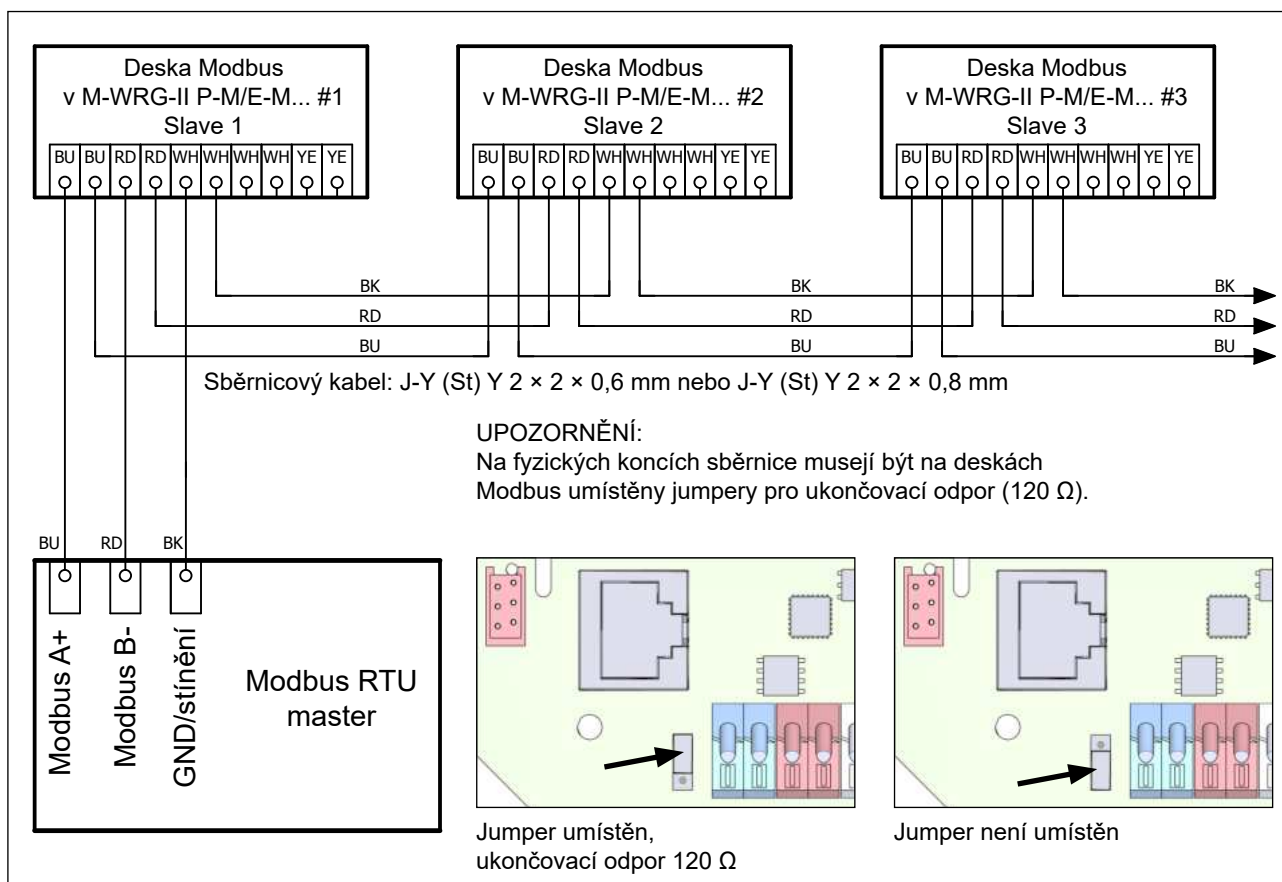 Deska Modbus
v M-WRG-II P-M/E-M... #1
Slave 1
BU BU RD RD WH WH WH WH YE YE
Deska Modbus
v M-WRG-II P-M/E-M... #2
Slave 2
BU BU RD RD WH WH WH WH YE YE
Deska Modbus
v M-WRG-II P-M/E-M... #3
Slave 3
BU BU RD RD WH WH WH WH YE YE
BK BK BK
RD RD RD
BU BU BU
Sběrnicový kabel: J-Y (St) Y 2 × 2 × 0,6 mm nebo J-Y (St) Y 2 × 2 × 0,8 mm
UPOZORNĚNÍ:
Na fyzických koncích sběrnice musejí být na deskách
Modbus umístěny jumpery pro ukončovací odpor (120 Ω).
BU RD BK
Modbus A+
Modbus B-
GND/stínění
Modbus RTU
master
Jumper umístěn,
ukončovací odpor 120 Ω
Jumper není umístěn